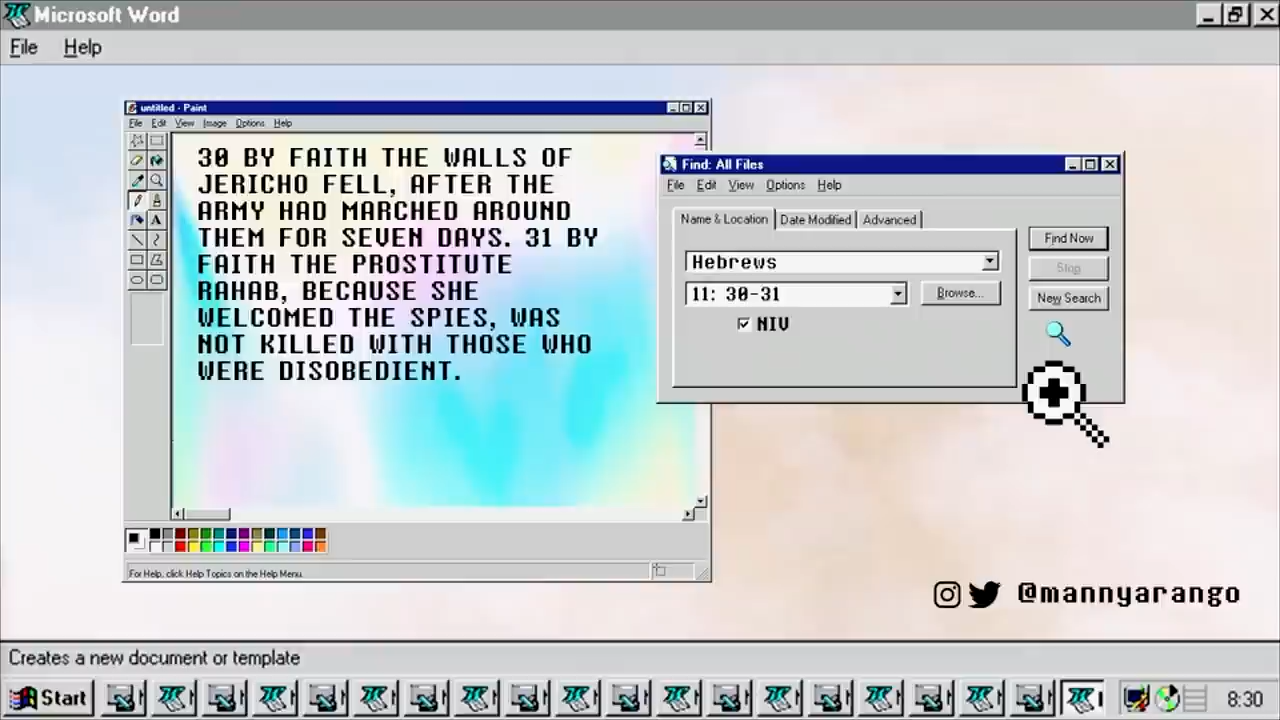 Microsoft Word
File Help
untitled - Paint
File Edit View Image Options Help
30 BY FAITH THE WALLS OF
JERICHO FELL, AFTER THE
ARMY HAD MARCHED AROUND
THEM FOR SEVEN DAYS. 31 BY
FAITH THE PROSTITUTE
RAHAB, BECAUSE SHE
WELCOMED THE SPIES, WAS
NOT KILLED WITH THOSE WHO
WERE DISOBEDIENT.
For Help, click Help Topics on the Help Menu.
Find: All Files
File Edit View Options Help
Name & Location Date Modified Advanced
Find Now
Hebrews
Stop
11: 30-31 Browse... New Search
NIV
@mannyarango
Creates a new document or template
Start 8:30